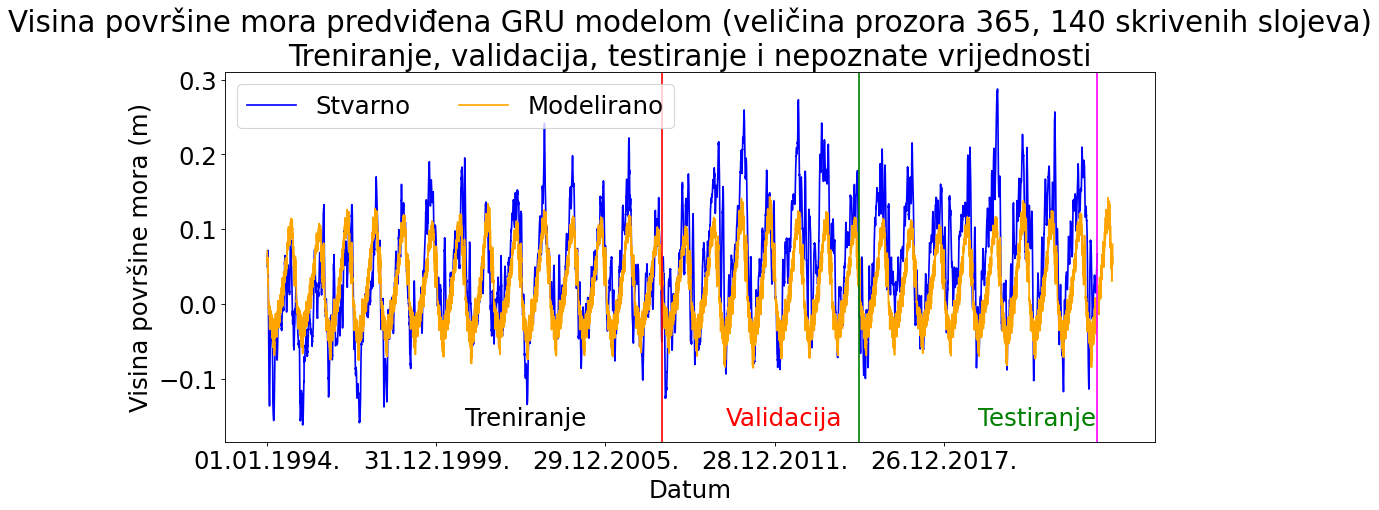 Visina površine mora predviđena GRU modelom (veličina prozora 365, 140 skrivenih slojeva)
Treniranje, validacija, testiranje i nepoznate vrijednosti
Stvarno Modelirano
Visina površine mora (m)
0.3
0.2
0.1
0.0
−0.1
Treniranje Validacija Testiranje
01.01.1994. 31.12.1999. 29.12.2005. 28.12.2011. 26.12.2017.
Datum